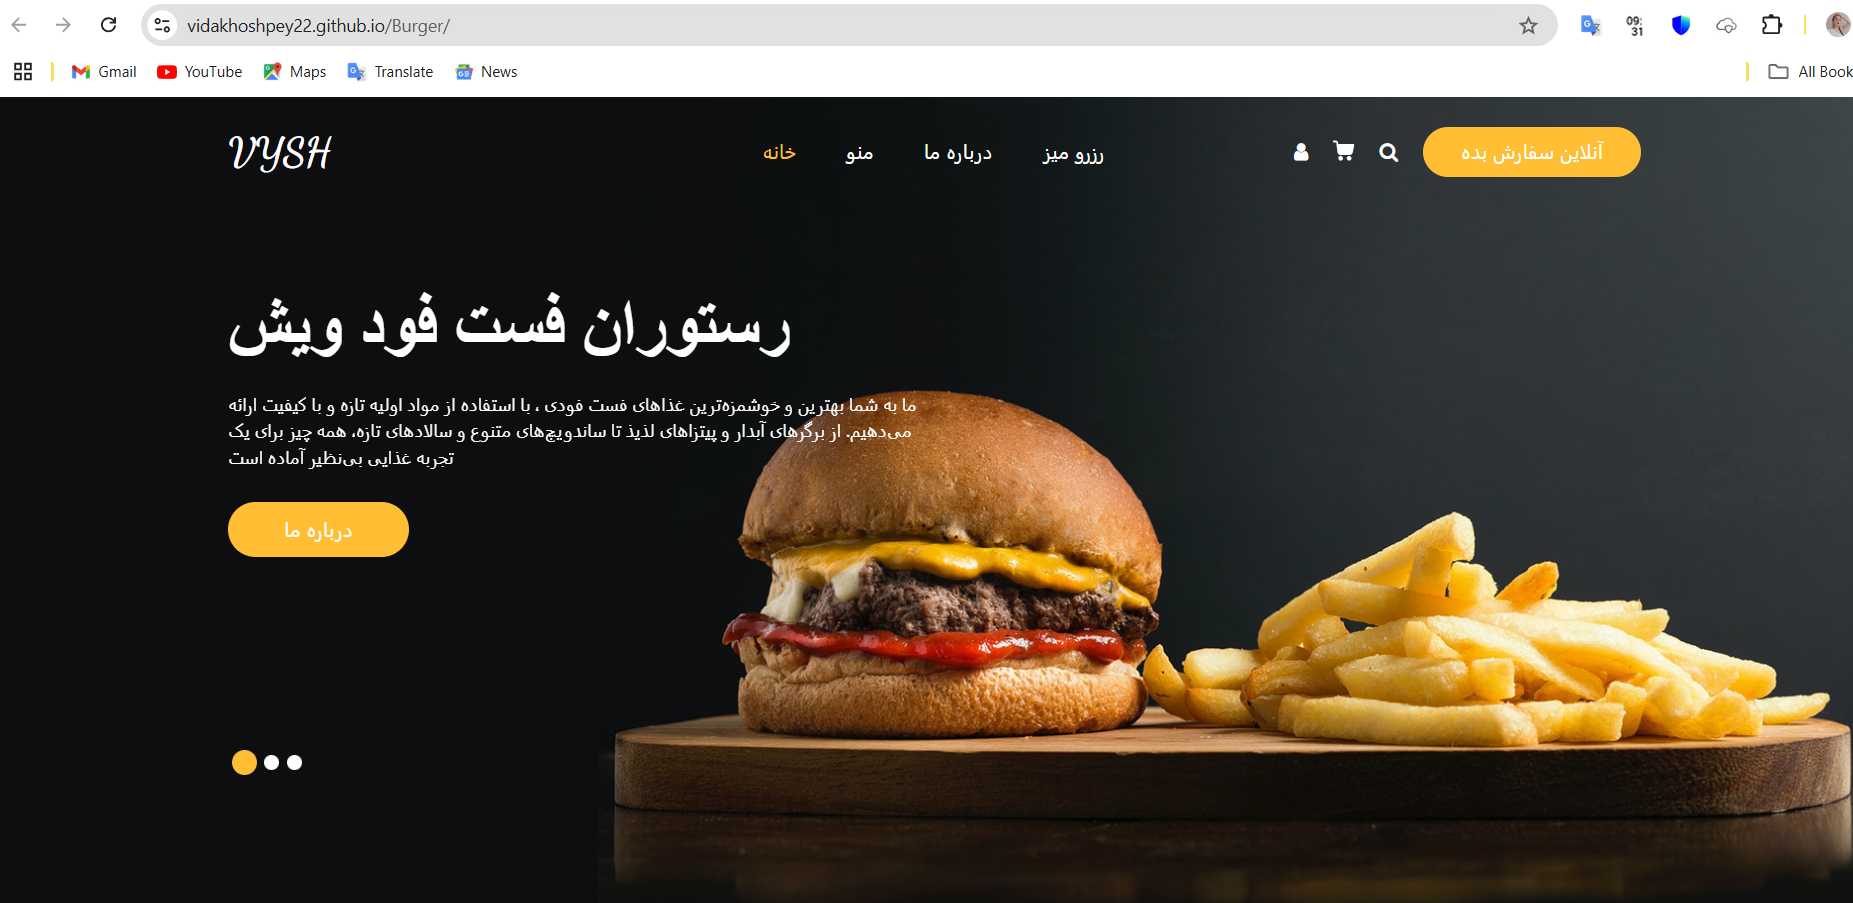 vidakhoshpey22.github.io/Burger/
09:
31
Gmail
YouTube
Maps
Translate
News
All Book
VYSH
خانه
منو
درباره ما
رزرو میز
آنلاین سفارش بده
رستوران فست فود ویش
ما به شما بهترین و خوشمزه‌ترین غذاهای فست فودی ، با استفاده از مواد اولیه تازه و با کیفیت ارائه
می‌دهیم. از برگرهای آبدار و پیتزاهای لذیذ تا ساندویچ‌های متنوع و سالادهای تازه، همه چیز برای یک
تجربه غذایی بی‌نظیر آماده است
درباره ما